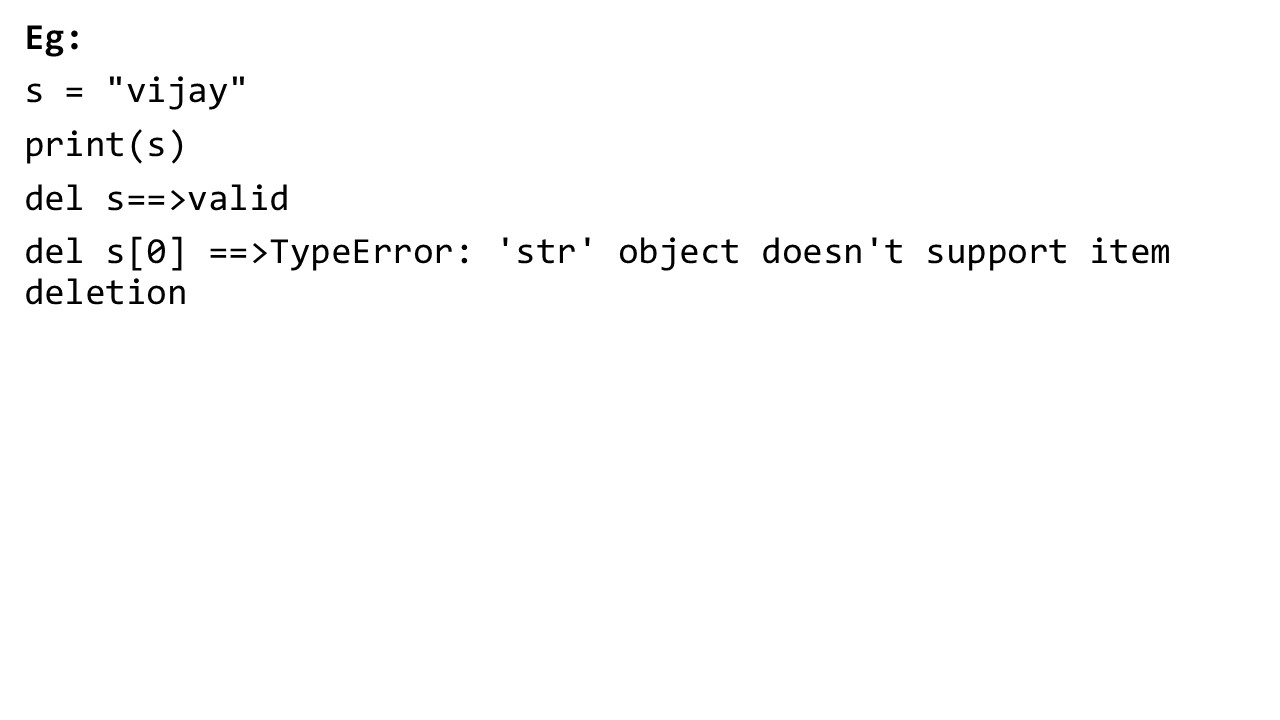 Eg:
s = "vijay"
print(s)
del s==>valid
del s[0] ==>TypeError: 'str' object doesn't support item
deletion